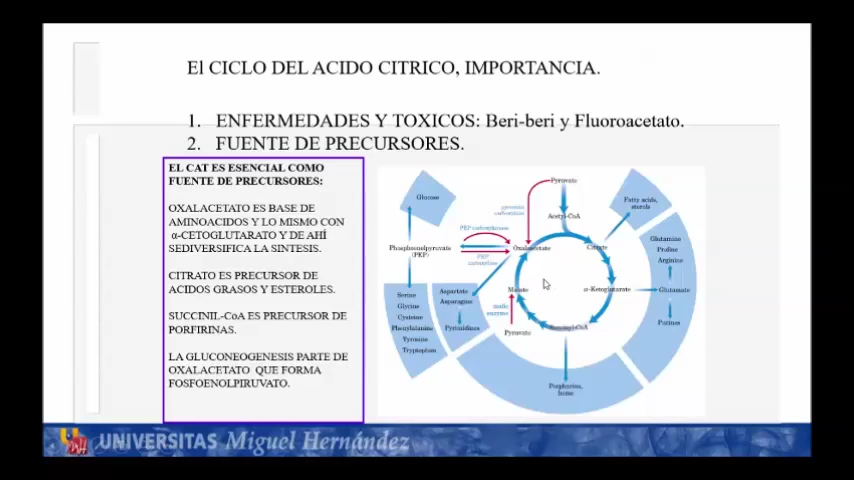 El CICLO DEL ACIDO CITRICO, IMPORTANCIA.
1. ENFERMEDADES Y TOXICOS: Beri-beri y Fluoroacetato.
2. FUENTE DE PRECURSORES.
EL CAT ES ESENCIAL COMO
FUENTE DE PRECURSORES:
OXALACETATO ES BASE DE
AMINOACIDOS Y LO MISMO CON
α-CETOGLUTARATO Y DE AHÍ
SEDIVERSIFICA LA SINTESIS.
CITRATO ES PRECURSOR DE
ACIDOS GRASOS Y ESTEROLES.
SUCCINIL-CoA ES PRECURSOR DE
PORFIRINAS.
LA GLUCONEOGENESIS PARTE DE
OXALACETATO QUE FORMA
FOSFOENOLPIRUVATO.
Pyruvate
Glucose
Fatty acids,
sterols
pyruvate
carboxylase
Acetyl-CoA
PEP carboxykinase
Phosphoenolpyruvate
(PEP)
Oxaloacetate
Citrate
PEP
carboxylase
Glutamine
Proline
Arginine
Serine
Glycine
Cysteine
Phenylalanine
Tyrosine
Tryptophan
Aspartate
Asparagine
Pyrimidines
Malate
α-Ketoglutarate
Glutamate
malic
enzyme
Pyruvate
Succinyl-CoA
Purines
Porphyrins,
heme
UNIVERSITAS Miguel Hernández